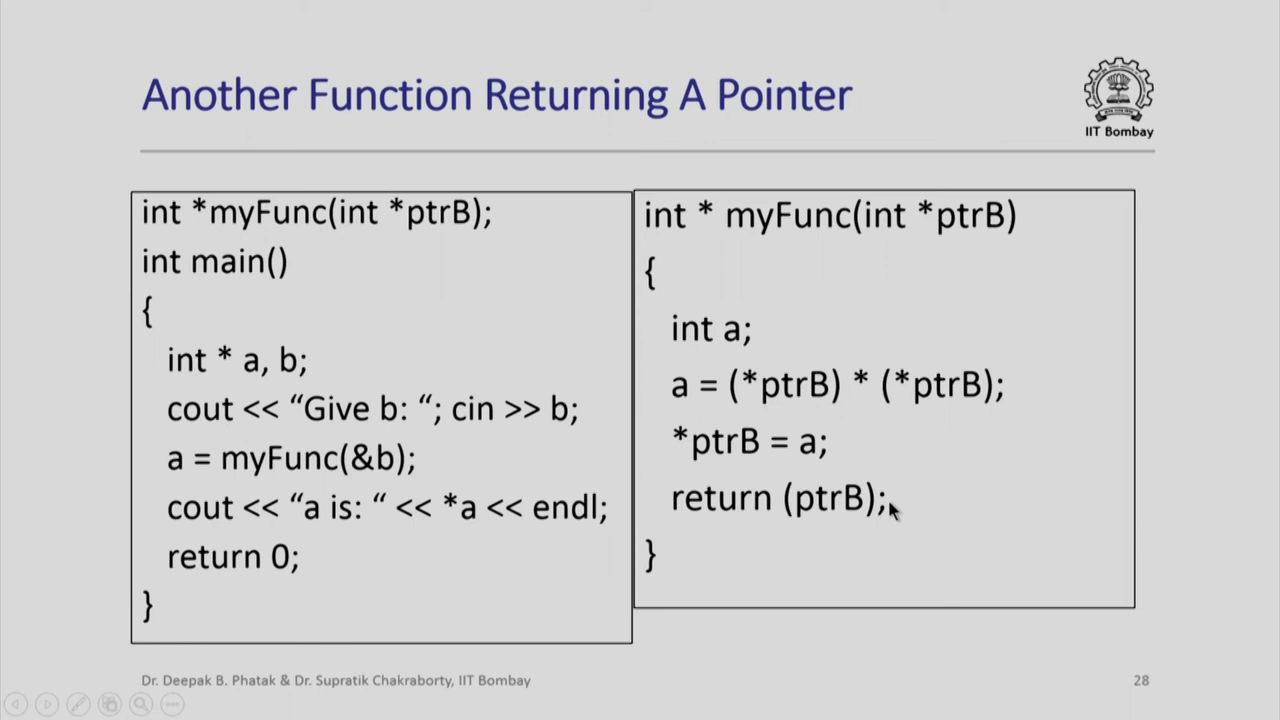 Another Function Returning A Pointer
IIT Bombay
int *myFunc(int *ptrB);
int main()
{
int * a, b;
cout << “Give b: “; cin >> b;
a = myFunc(&b);
cout << “a is: “ << *a << endl;
return 0;
}
int * myFunc(int *ptrB)
{
int a;
a = (*ptrB) * (*ptrB);
*ptrB = a;
return (ptrB);
}
Dr. Deepak B. Phatak & Dr. Supratik Chakraborty, IIT Bombay
28